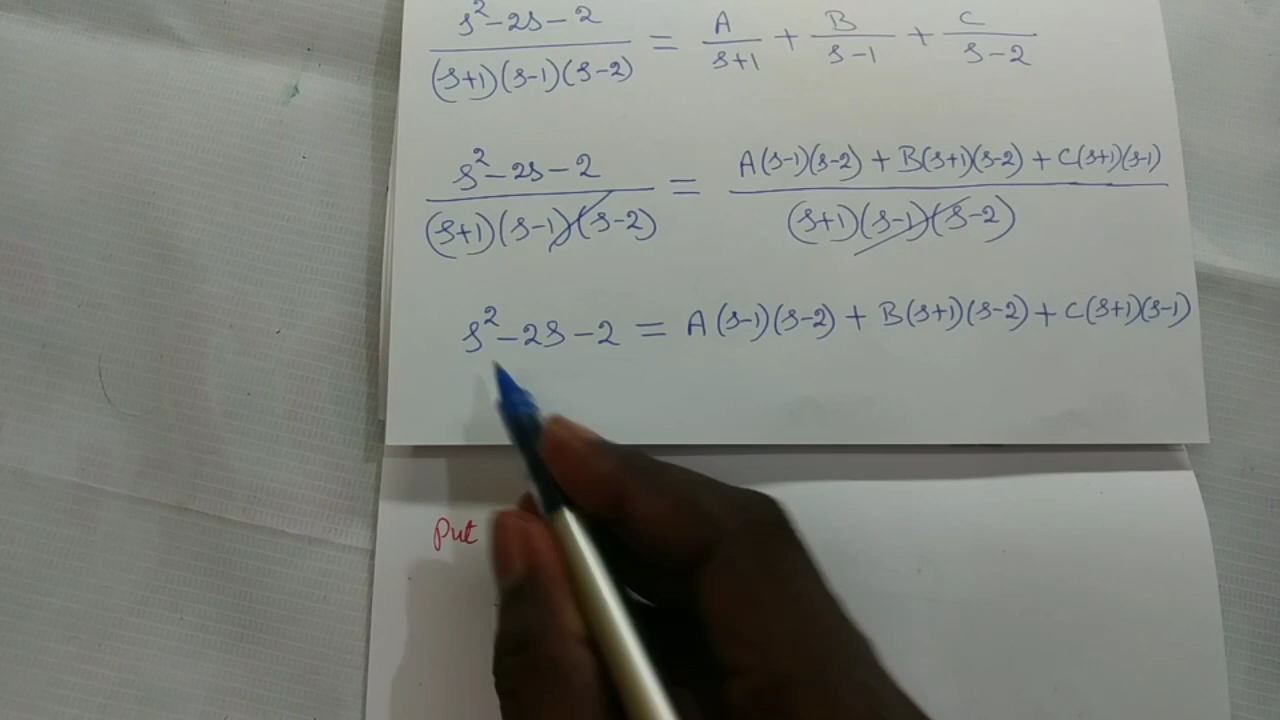 s²-2s-2/(s+1)(s-1)(s-2) = A/s+1 + B/s-1 + C/s-2
s²-2s-2/(s+1)(s-1)(s-2) = A(s-1)(s-2) + B(s+1)(s-2) + C(s+1)(s-1)/(s+1)(s-1)(s-2)
s²-2s-2 = A(s-1)(s-2) + B(s+1)(s-2) + C(s+1)(s-1)
Put